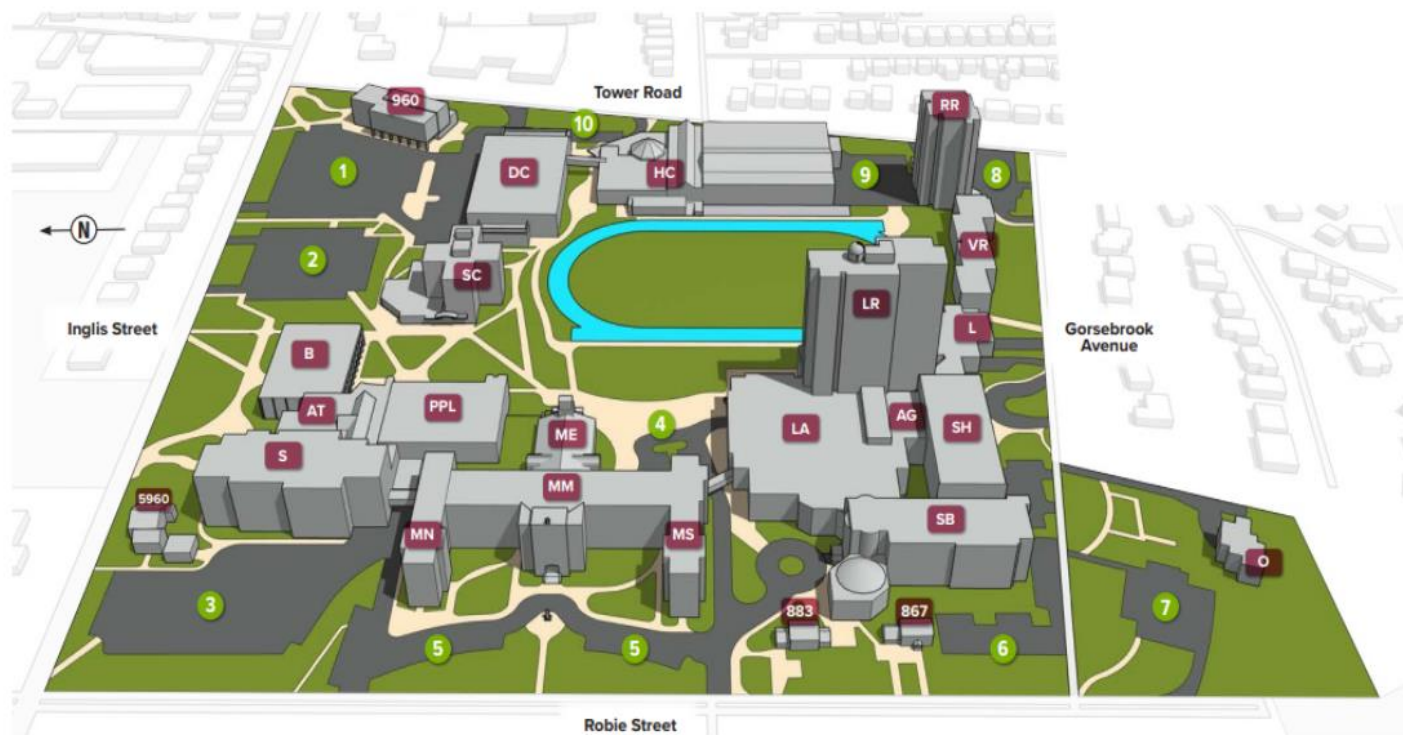 Tower Road
960
RR
10
DC
HC
1
9
8
N
VR
2
SC
LR
Inglis Street
L
Gorsebrook
Avenue
B
AT
PPL
AG
4
ME
LA
SH
S
MM
5960
SB
MN
MS
O
3
883
867
7
5
5
6
Robie Street